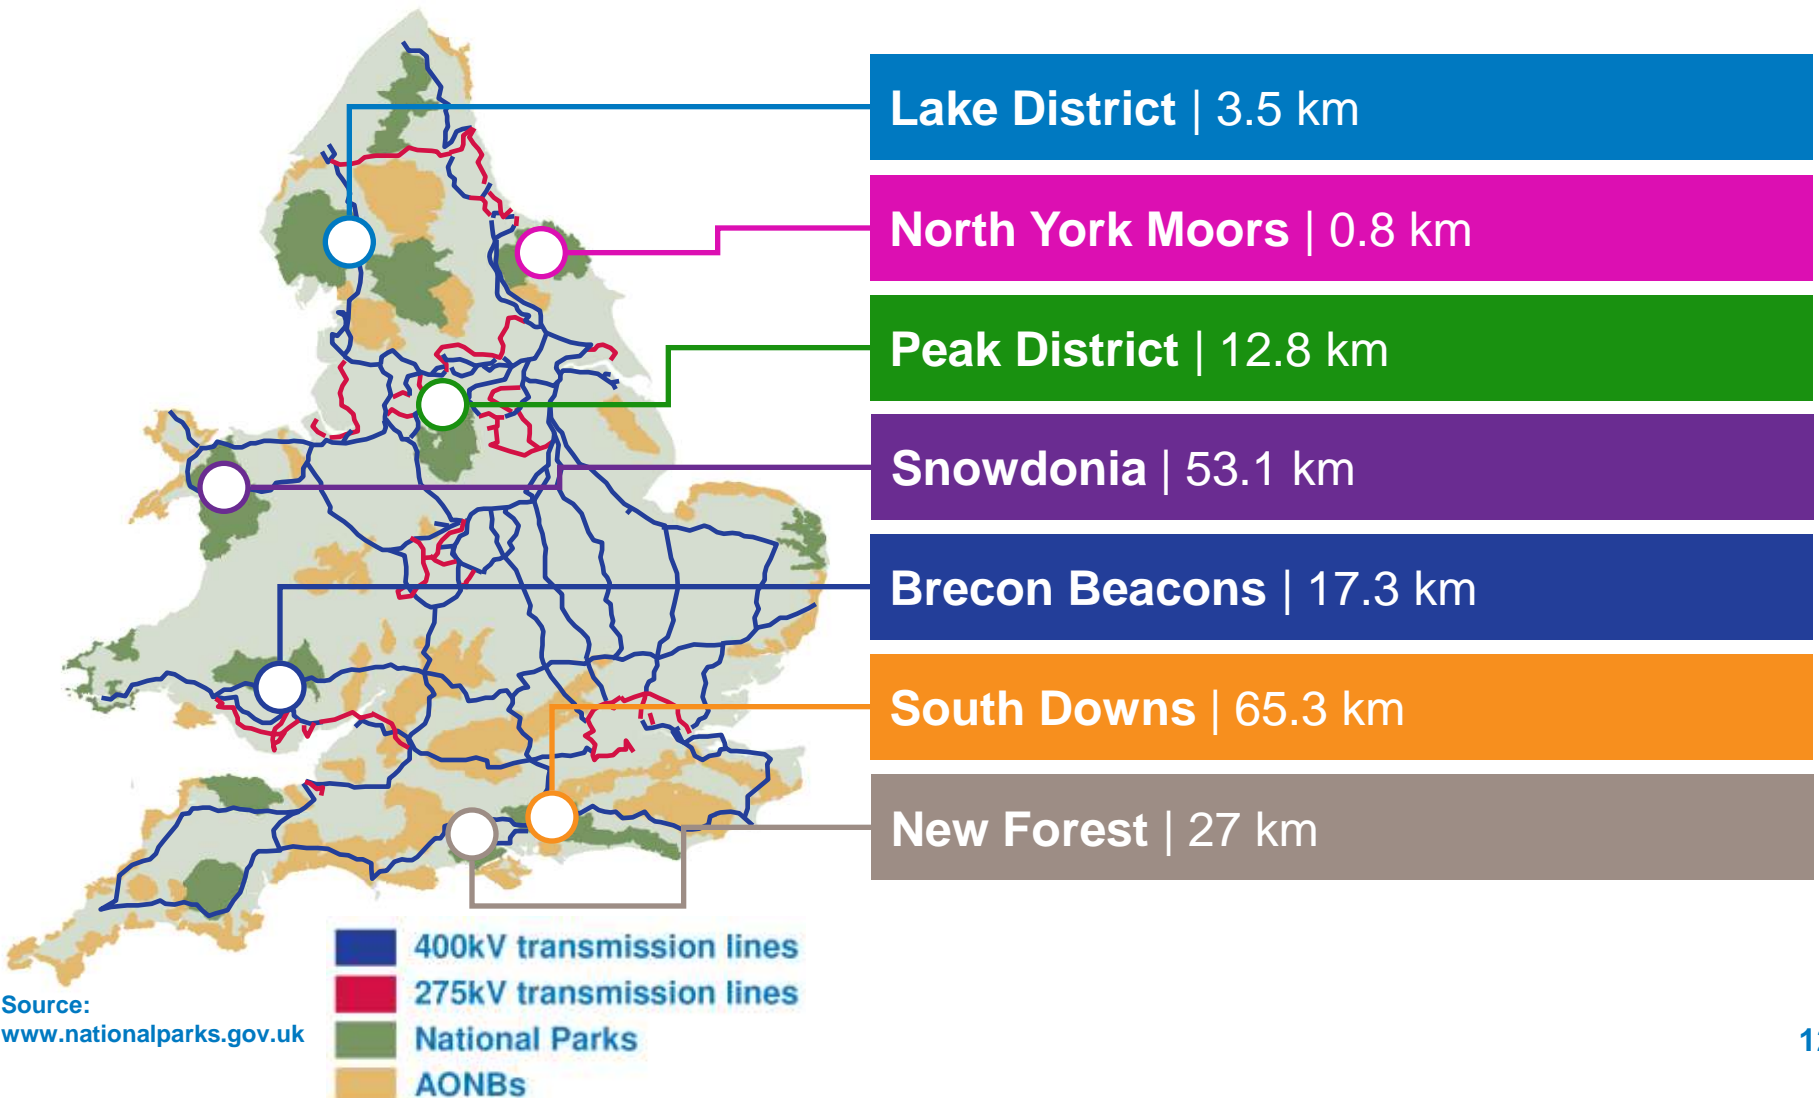 Lake District | 3.5 km
North York Moors | 0.8 km
Peak District | 12.8 km
Snowdonia | 53.1 km
Brecon Beacons | 17.3 km
South Downs | 65.3 km
New Forest | 27 km
400kV transmission lines
275kV transmission lines
National Parks
AONBs
Source:
www.nationalparks.gov.uk